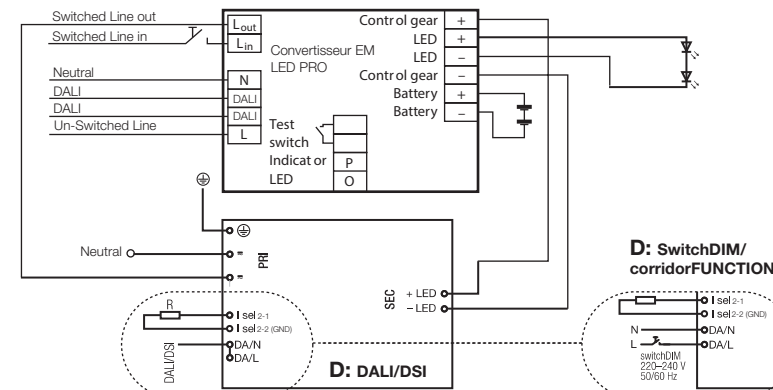 Switched Line out
Switched Line in
Neutral
DALI
DALI
Un-Switched Line
Lout
Lin
N
DALI
DALI
L
Convertisseur EM
LED PRO
Test
switch
Indicat or
LED
P
O
Control gear +
LED +
LED –
Control gear –
Battery +
Battery –
Neutral
PRI
SEC
+ LED
– LED
R
I sel 2-1
I sel 2-2 (GND)
DA/N
DA/L
DALI/DSI
D: DALI/DSI
D: SwitchDIM/
corridorFUNCTION
I sel 2-1
I sel 2-2 (GND)
N
DA/N
L
DA/L
switchDIM
220–240 V
50/60 Hz